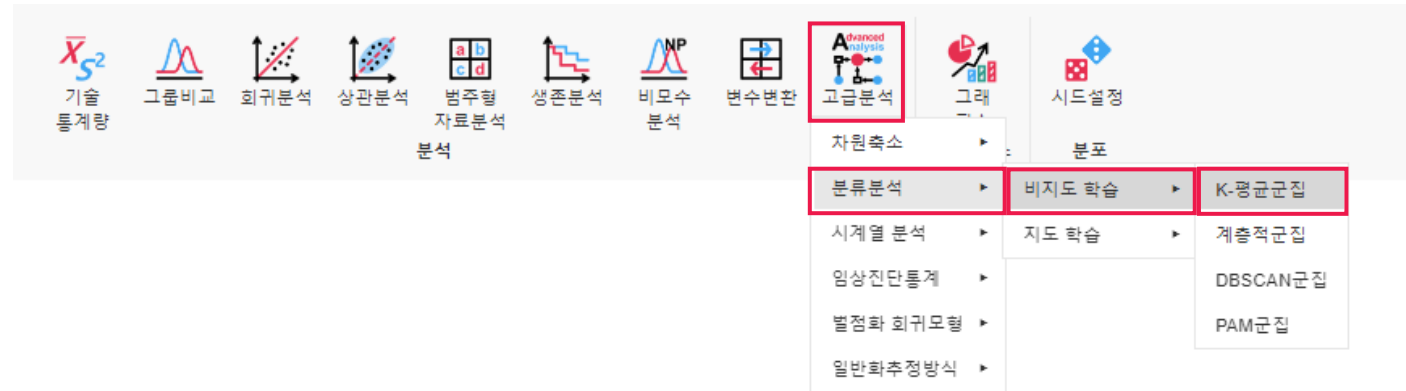 X̅S²
NP
Advanced
Analysis
a b
c d
기술
통계량
그룹비교
회귀분석
상관분석
범주형
자료분석
생존분석
비모수
분석
변수변환
고급분석
그래
시드설정
분석
분포
차원축소
분류분석
비지도 학습
K-평균군집
시계열 분석
지도 학습
계층적군집
임상진단통계
DBSCAN군집
벌점화 회귀모형
PAM군집
일반화추정방식